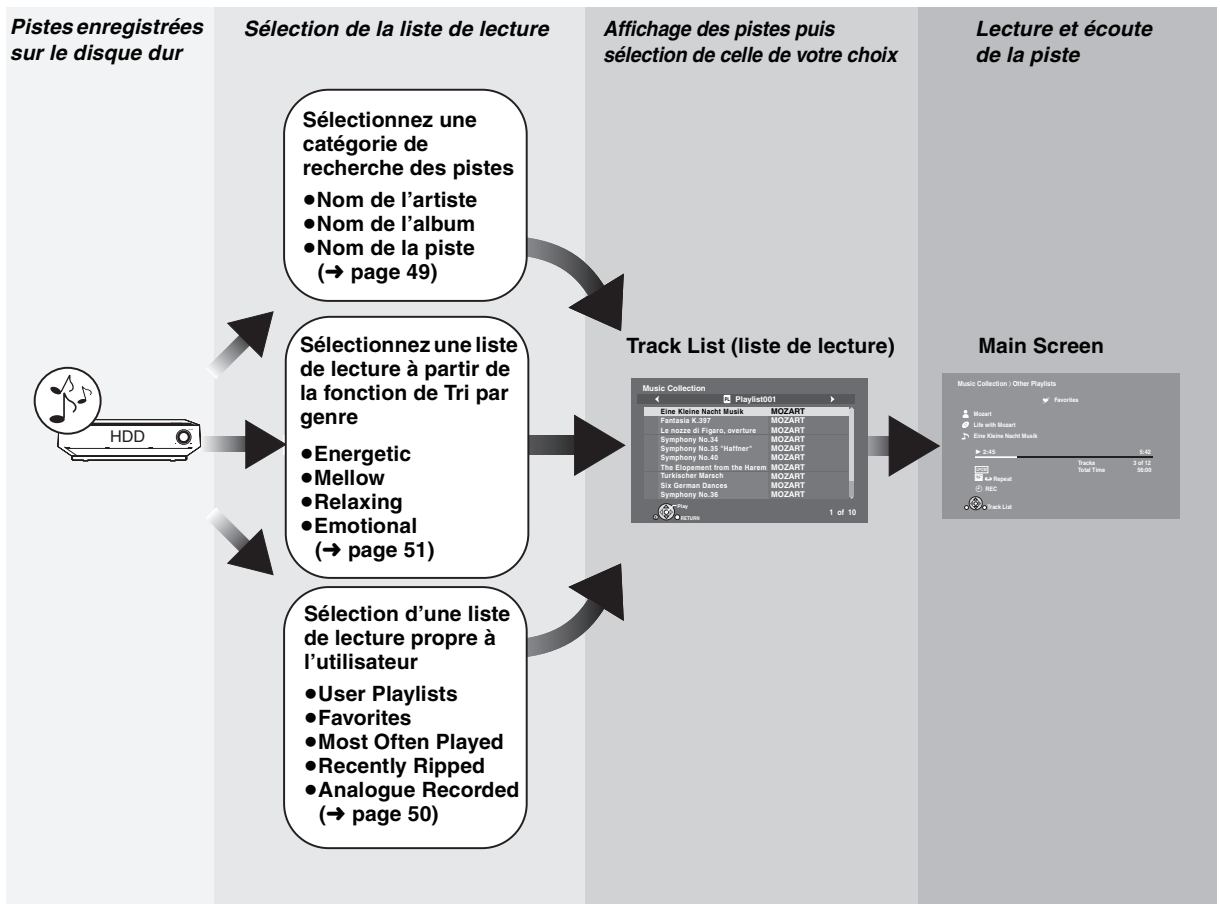 Pistes enregistrées
sur le disque dur
Sélection de la liste de lecture
Affichage des pistes puis
sélection de celle de votre choix
Lecture et écoute
de la piste
HDD
Sélectionnez une
catégorie de
recherche des pistes
●Nom de l'artiste
●Nom de l'album
●Nom de la piste
(➜ page 49)
Sélectionnez une liste
de lecture à partir de
la fonction de Tri par
genre
●Energetic
●Mellow
●Relaxing
●Emotional
(➜ page 51)
Sélection d'une liste
de lecture propre à
l'utilisateur
●User Playlists
●Favorites
●Most Often Played
●Recently Ripped
●Analogue Recorded
(➜ page 50)
Track List (liste de lecture)
Music Collection
PL Playlist001
Eine Kleine Nacht Musik MOZART
Fantasia K.397 MOZART
Le nozze di Figaro, overture MOZART
Symphony No.34 MOZART
Symphony No.35 "Haffner" MOZART
Symphony No.40 MOZART
The Elopement from the Harem MOZART
Turkischer Marsch MOZART
Six German Dances MOZART
Symphony No.36 MOZART
Play
RETURN
1 of 10
Main Screen
Music Collection Other Playlists
Favorites
Mozart
Life with Mozart
Eine Kleine Nacht Musik
2:45 5:42
Tracks 3 of 12
LPCM Total Time 56:00
Repeat
REC
Track List